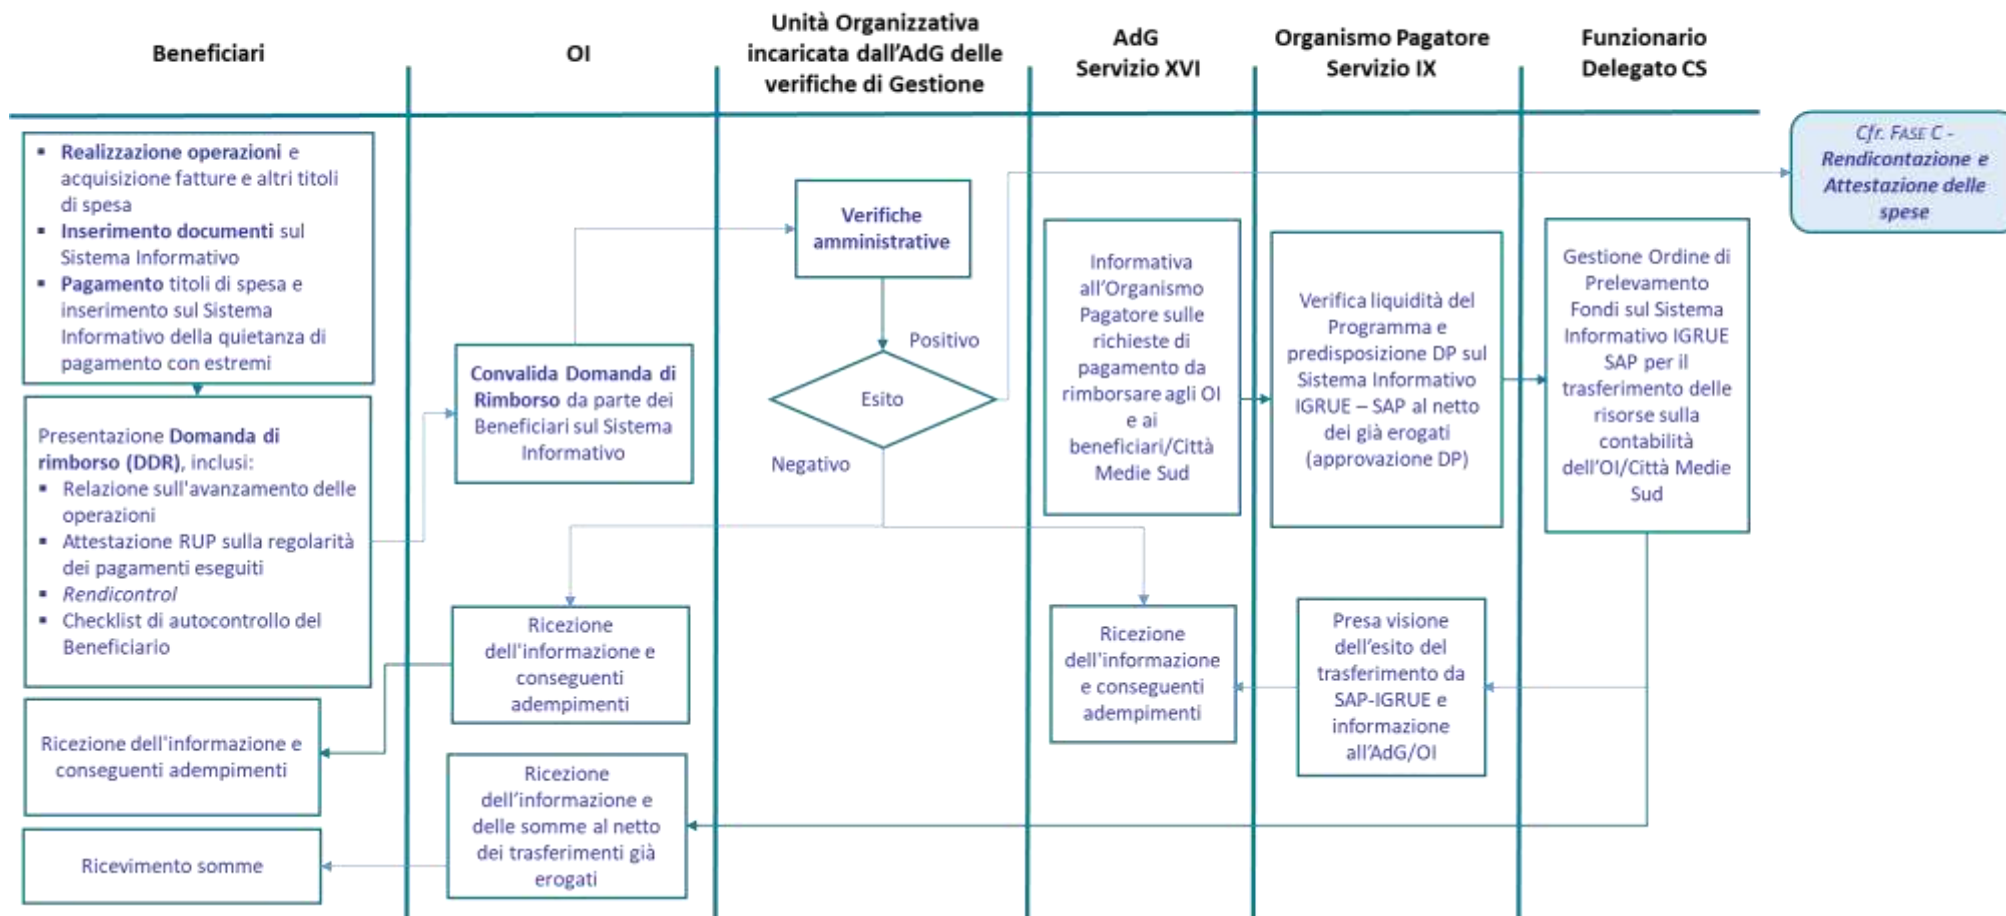 Beneficiari
OI
Unità Organizzativa
incaricata dall'AdG delle
verifiche di Gestione
AdG
Servizio XVI
Organismo Pagatore
Servizio IX
Funzionario
Delegato CS
▪ Realizzazione operazioni e
acquisizione fatture e altri titoli
di spesa
▪ Inserimento documenti sul
Sistema Informativo
▪ Pagamento titoli di spesa e
inserimento sul Sistema
Informativo della quietanza di
pagamento con estremi
Presentazione Domanda di
rimborso (DDR), inclusi:
▪ Relazione sull'avanzamento delle
operazioni
▪ Attestazione RUP sulla regolarità
dei pagamenti eseguiti
▪ Rendicontrol
▪ Checklist di autocontrollo del
Beneficiario
Ricezione dell'informazione e
conseguenti adempimenti
Ricevimento somme
Convalida Domanda di
Rimborso da parte dei
Beneficiari sul Sistema
Informativo
Ricezione
dell'informazione e
conseguenti
adempimenti
Ricezione
dell'informazione e
delle somme al netto
dei trasferimenti già
erogati
Verifiche
amministrative
Positivo
Esito
Negativo
Informativa
all'Organismo
Pagatore sulle
richieste di
pagamento da
rimborsare agli OI
e ai
beneficiari/Città
Medie Sud
Ricezione
dell'informazione
e conseguenti
adempimenti
Verifica liquidità del
Programma e
predisposizione DP sul
Sistema Informativo
IGRUE – SAP al netto
dei già erogati
(approvazione DP)
Presa visione
dell'esito del
trasferimento da
SAP-IGRUE e
informazione
all'AdG/OI
Gestione Ordine di
Prelevamento
Fondi sul Sistema
Informativo IGRUE
SAP per il
trasferimento delle
risorse sulla
contabilità
dell'OI/Città Medie
Sud
Cfr. FASE C -
Rendicontazione e
Attestazione delle
spese